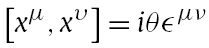 [x^μ, x^υ] = iθϵ^{μν}